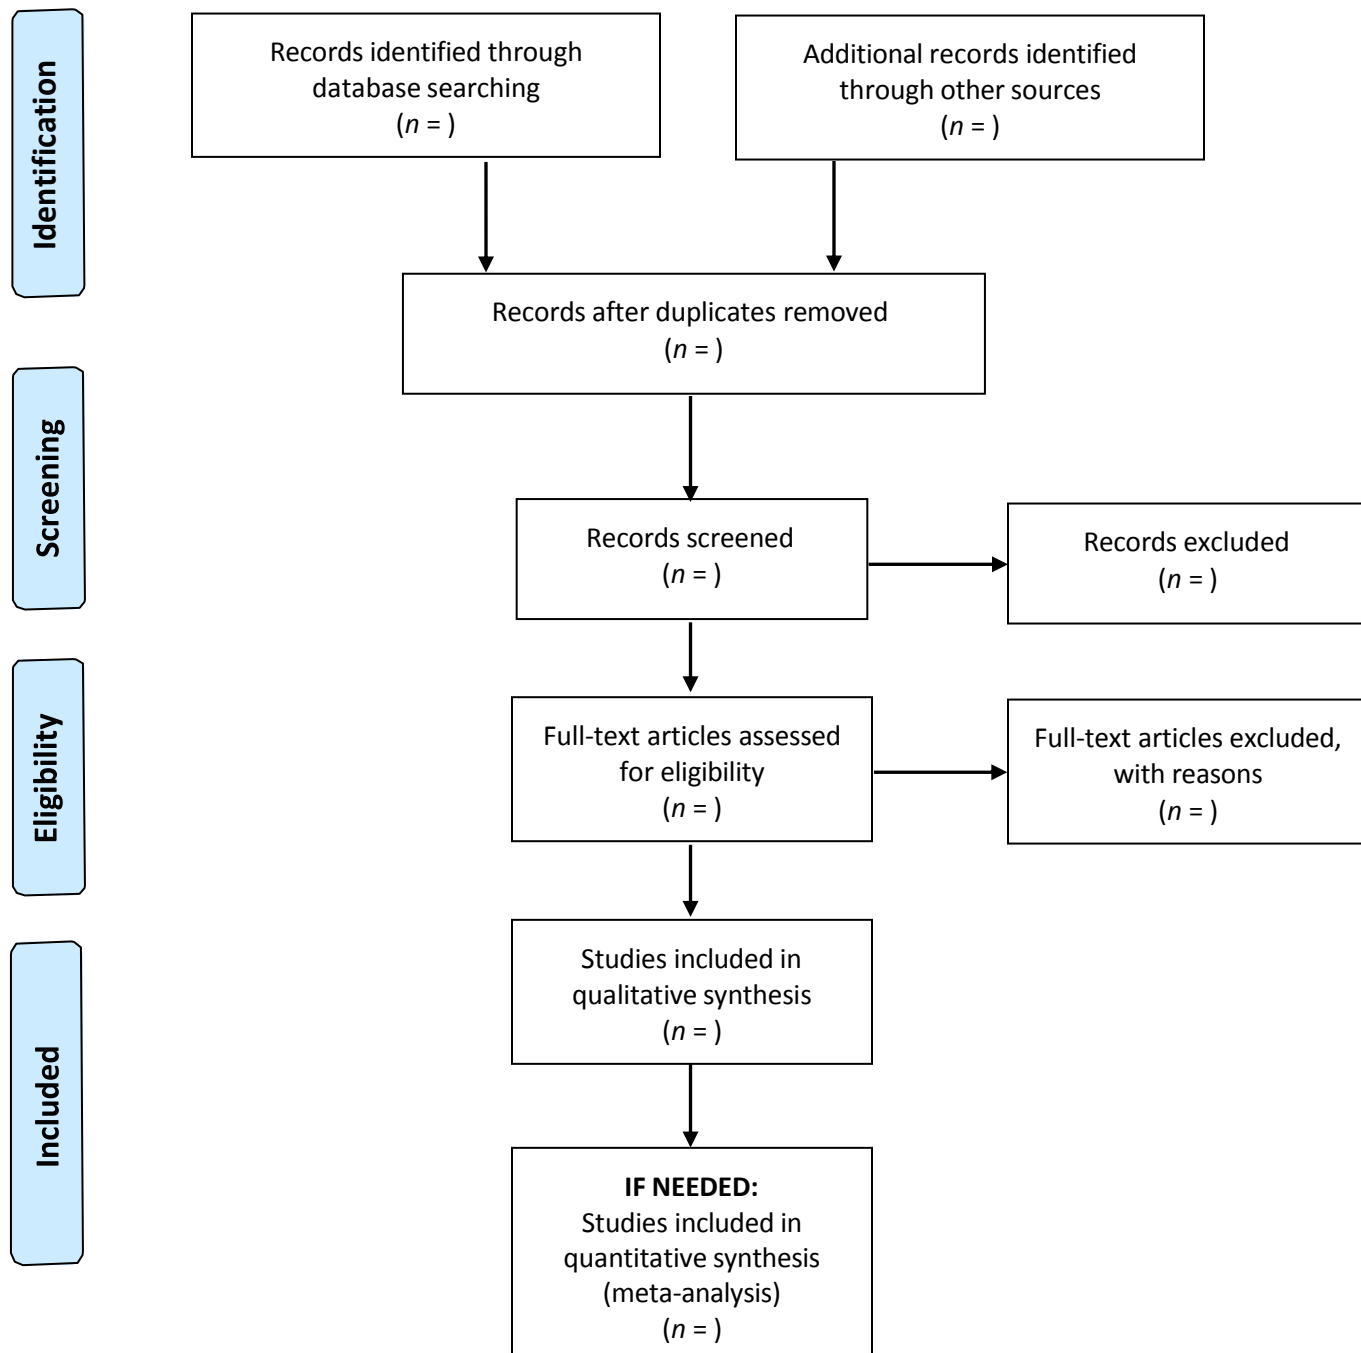 Identification
Records identified through
database searching
(n = )
Additional records identified
through other sources
(n = )
Records after duplicates removed
(n = )
Screening
Records screened
(n = )
Records excluded
(n = )
Eligibility
Full-text articles assessed
for eligibility
(n = )
Full-text articles excluded,
with reasons
(n = )
Included
Studies included in
qualitative synthesis
(n = )
IF NEEDED:
Studies included in
quantitative synthesis
(meta-analysis)
(n = )